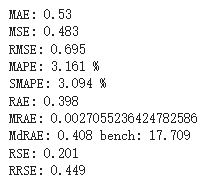 MAE: 0.53
MSE: 0.483
RMSE: 0.695
MAPE: 3.161 %
SMAPE: 3.094 %
RAE: 0.398
MRAE: 0.0027055236424782586
MdRAE: 0.408 bench: 17.709
RSE: 0.201
RRSE: 0.449